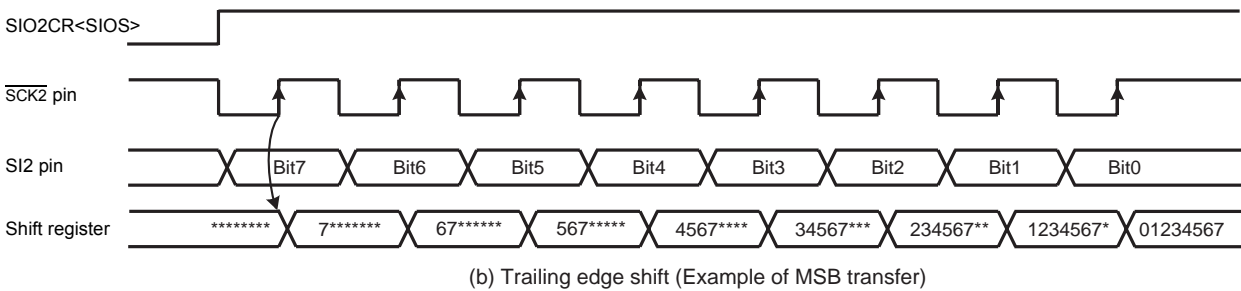 SIO2CR<SIOS>
SCK2 pin
SI2 pin Bit7 Bit6 Bit5 Bit4 Bit3 Bit2 Bit1 Bit0
Shift register ******** 7******* 67****** 567***** 4567**** 34567*** 234567** 1234567* 01234567
(b) Trailing edge shift (Example of MSB transfer)